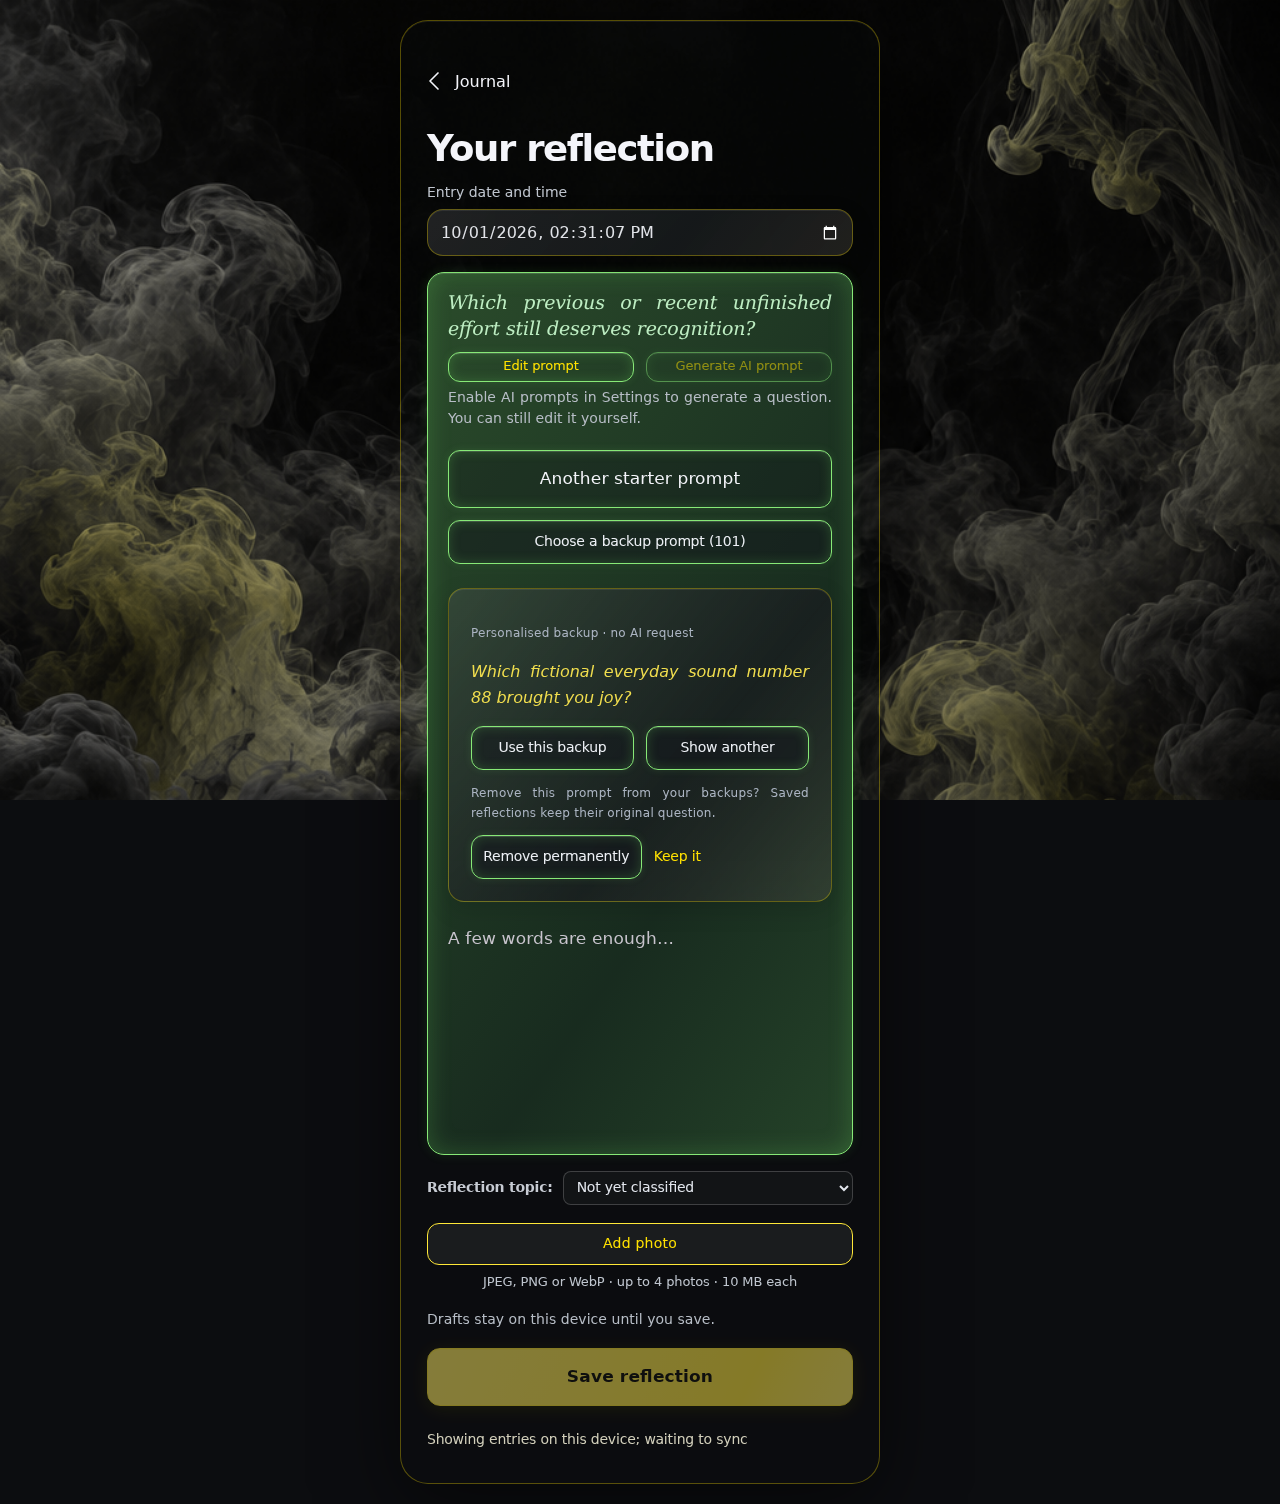 Journal
Your reflection
Entry date and time
10/01/2026, 02:31:07 PM
Which previous or recent unfinished
effort still deserves recognition?
Edit prompt
Generate AI prompt
Enable AI prompts in Settings to generate a question.
You can still edit it yourself.
Another starter prompt
Choose a backup prompt (101)
Personalised backup · no AI request
Which fictional everyday sound number
88 brought you joy?
Use this backup
Show another
Remove this prompt from your backups? Saved
reflections keep their original question.
Remove permanently
Keep it
A few words are enough...
Reflection topic:
Not yet classified
Add photo
JPEG, PNG or WebP · up to 4 photos · 10 MB each
Drafts stay on this device until you save.
Save reflection
Showing entries on this device; waiting to sync